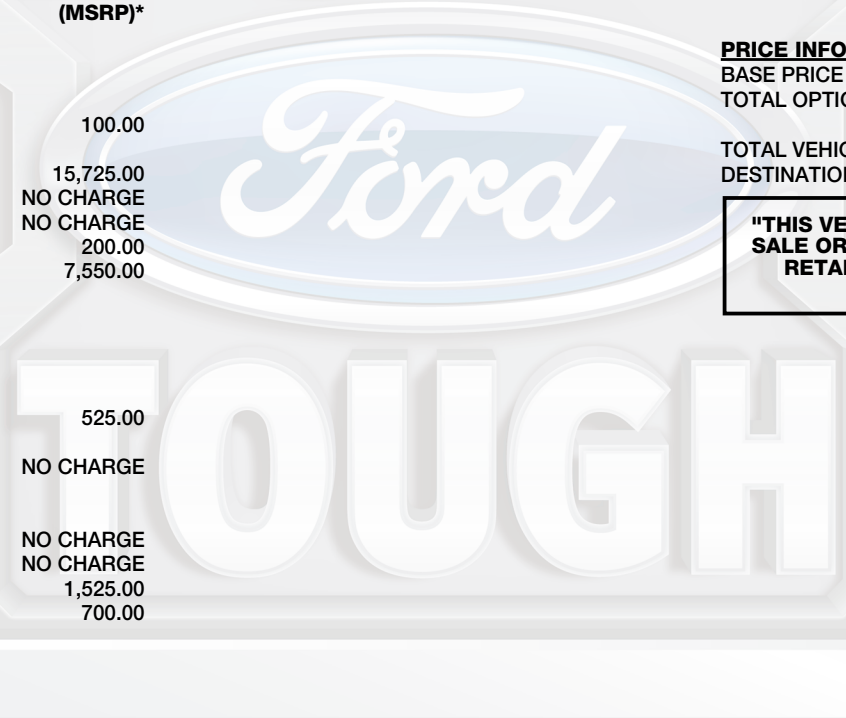 (MSRP)*
100.00
15,725.00
NO CHARGE
NO CHARGE
200.00
7,550.00
525.00
NO CHARGE
NO CHARGE
NO CHARGE
1,525.00
700.00
Ford
TOUGH
PRICE INFO
BASE PRICE
TOTAL OPTIO
TOTAL VEHIC
DESTINATION
"THIS VE
SALE OR
RETAI